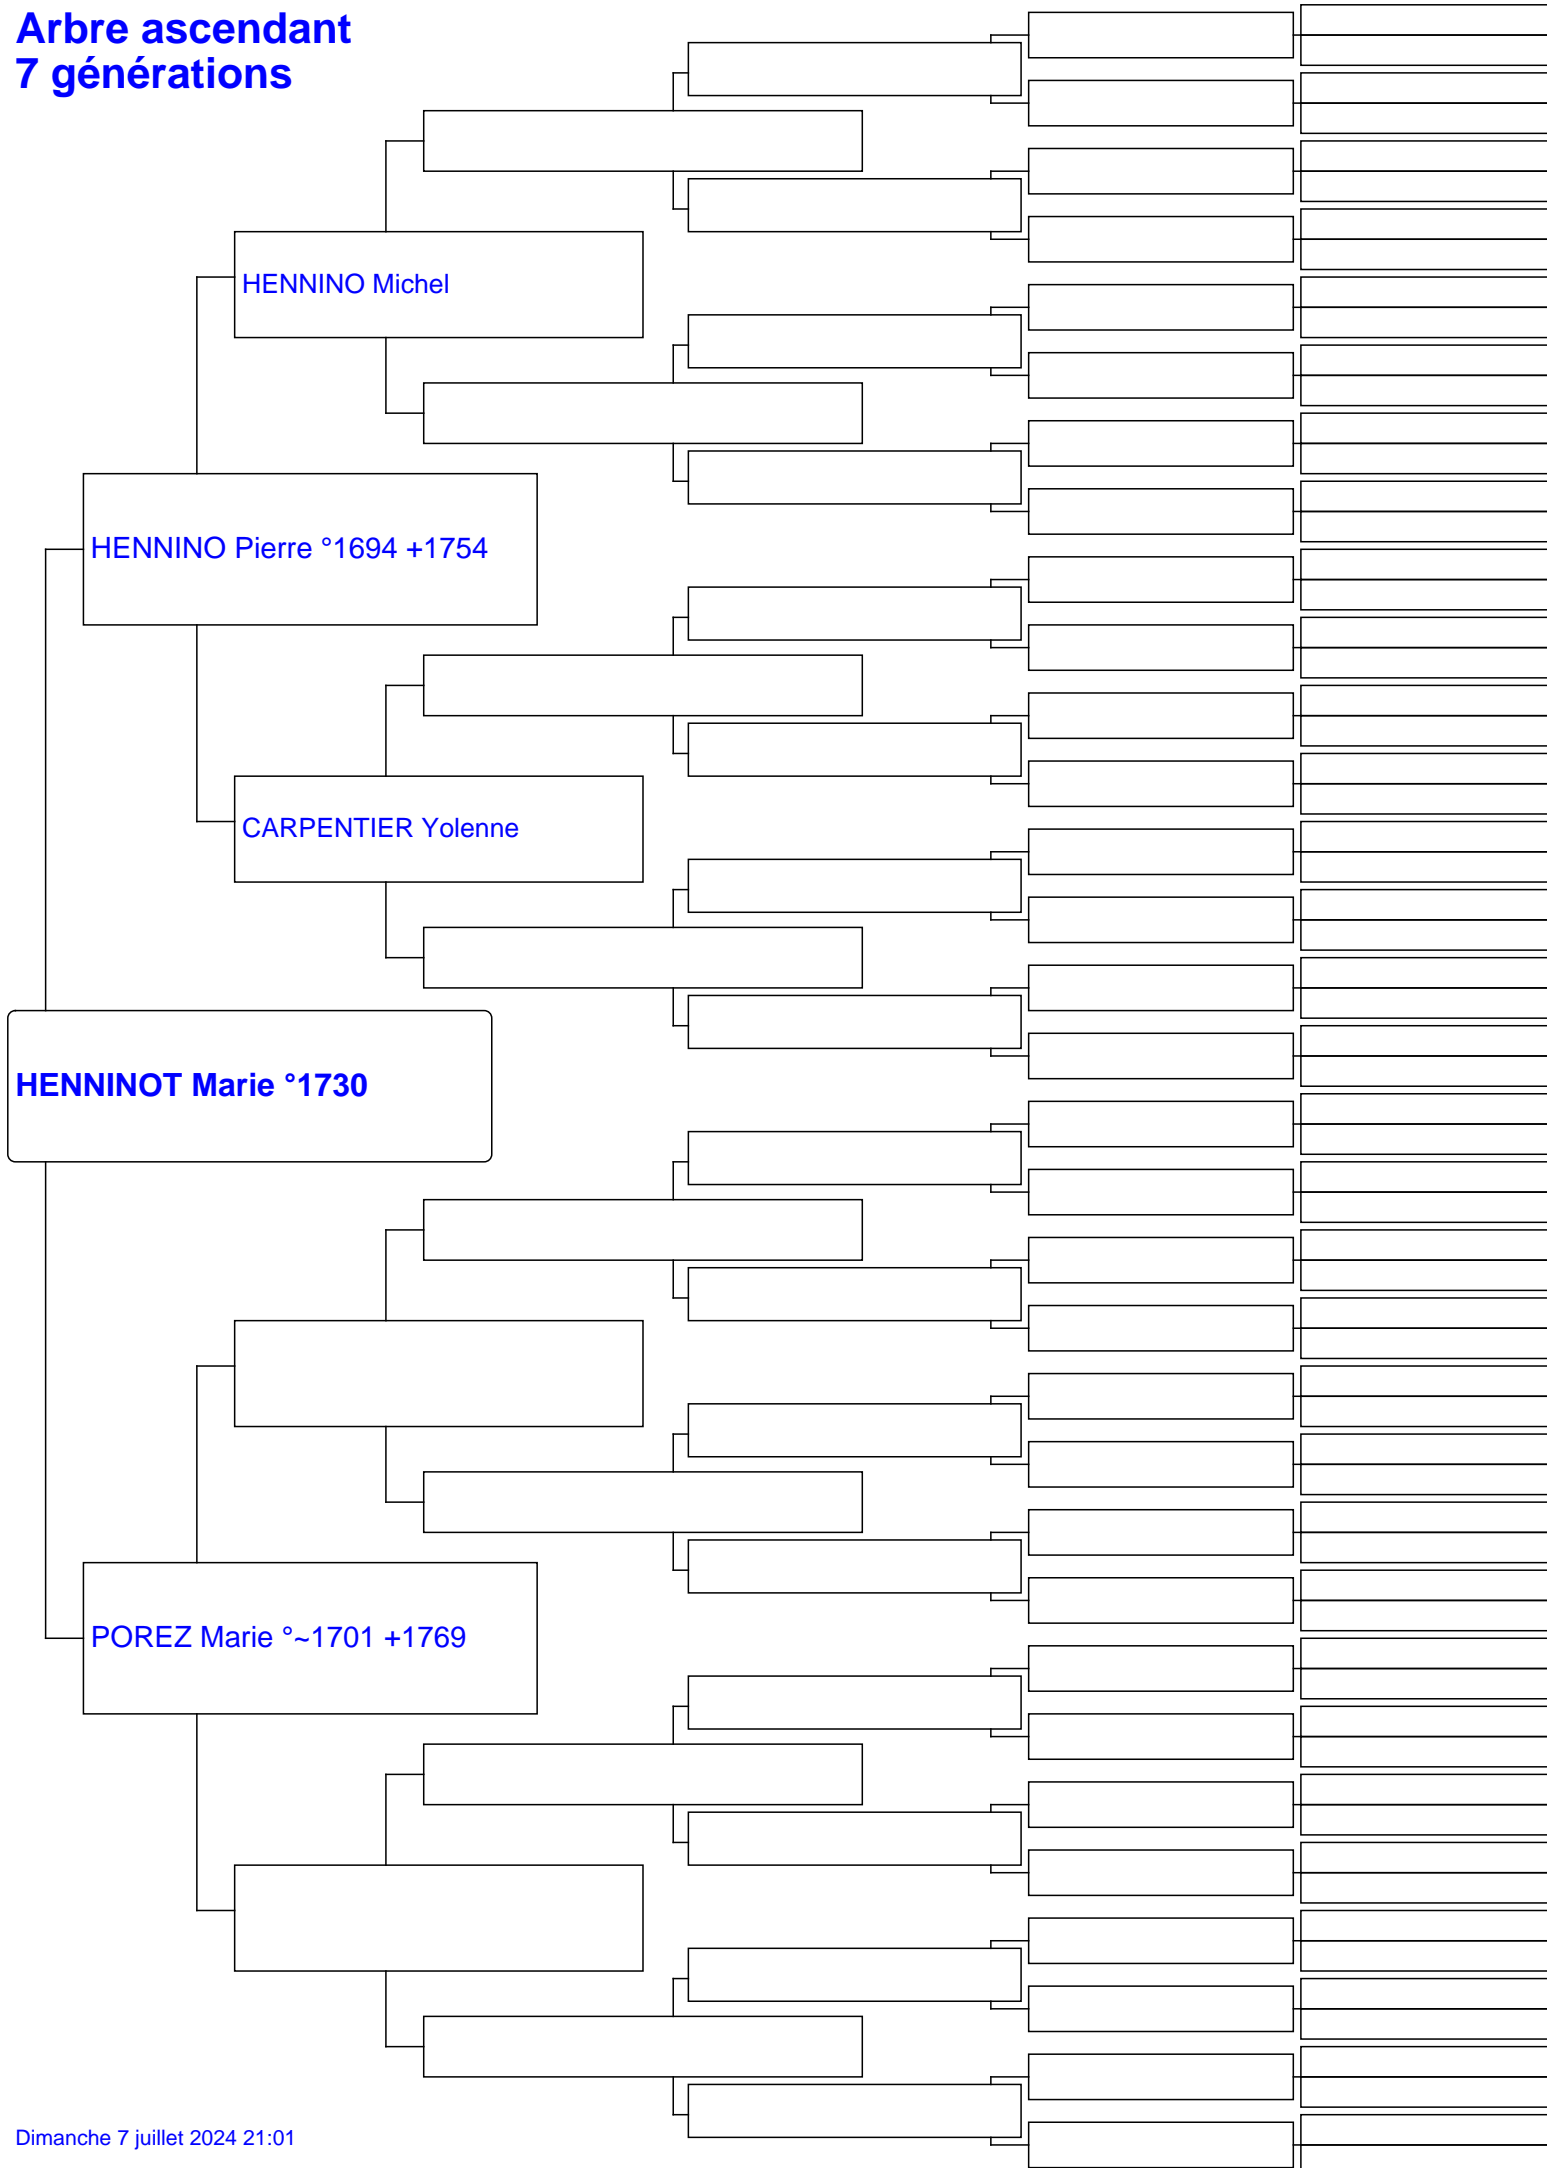 Arbre ascendant
7 générations
HENNINO Michel
HENNINO Pierre °1694 +1754
CARPENTIER Yolenne
HENNINOT Marie °1730
POREZ Marie °~1701 +1769
Dimanche 7 juillet 2024 21:01